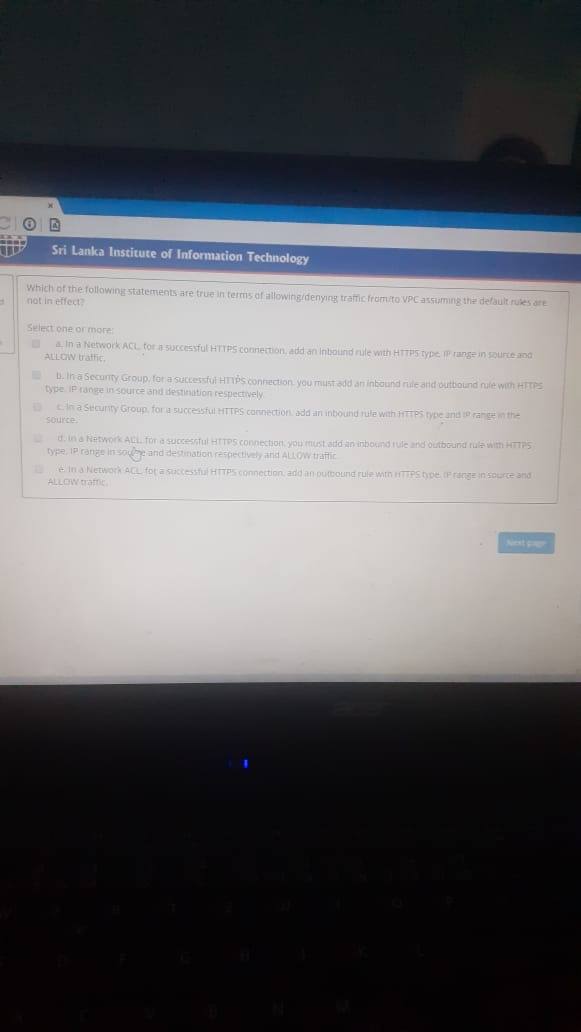 Sri Lanka Institute of Information Technology
Which of the following statements are true in terms of allowing/denying traffic from/to VPC assuming the default rules are
not in effect?
Select one or more:
a. In a Network ACL, for a successful HTTPS connection, add an inbound rule with HTTPS type, IP range in source and
ALLOW traffic.
b. In a Security Group, for a successful HTTPS connection, you must add an inbound rule and outbound rule with HTTPS
type, IP range in source and destination respectively.
c. In a Security Group, for a successful HTTPS connection, add an inbound rule with HTTPS type and IP range in the
source.
d. In a Network ACL, for a successful HTTPS connection, you must add an inbound rule and outbound rule with HTTPS
type, IP range in source and destination respectively and ALLOW traffic.
e. In a Network ACL, for a successful HTTPS connection, add an outbound rule with HTTPS type, IP range in source and
ALLOW traffic.
Next page